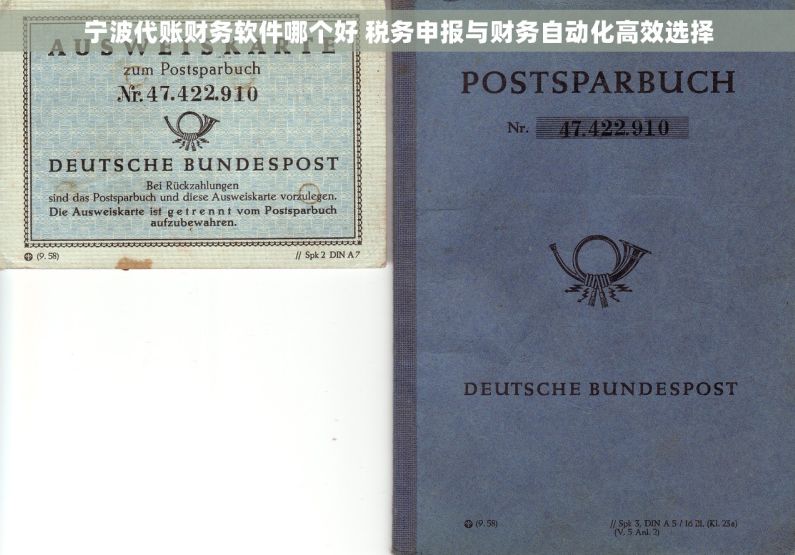 宁波代账财务软件哪个好 税务申报与财务自动化高效选择
AUSWEISKARTE
zum Postsparbuch
Nr. 47.422.910
DEUTSCHE BUNDESPOST
Bei Rückzahlungen
sind das Postsparbuch und diese Ausweiskarte vorzulegen.
Die Ausweiskarte ist getrennt vom Postsparbuch
aufzubewahren.
(9.58)
// Spk 2 DIN A7
POSTSPARBUCH
Nr. 47.422.910
DEUTSCHE BUNDESPOST
(9.58)
// Spk 3, DIN A 5 / 16 Bl. (Kl. 23a)
(V. 5 Anl. 2)